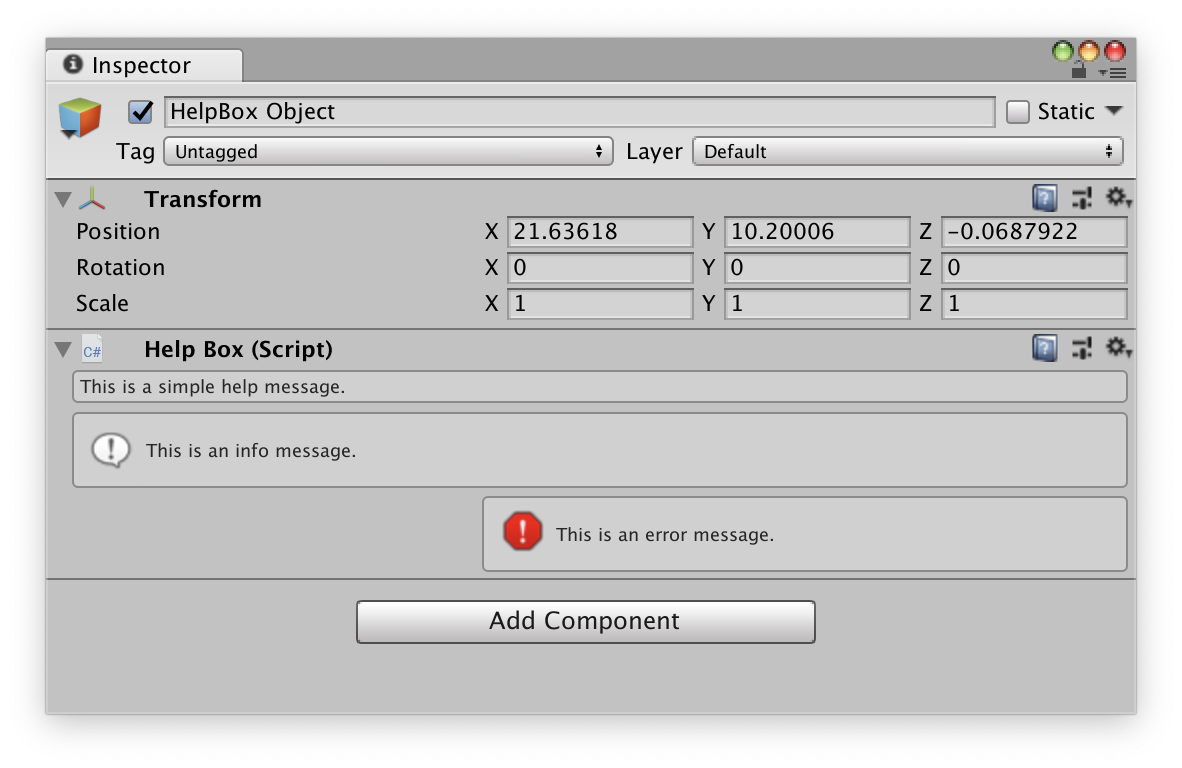 Inspector
HelpBox Object Static
Tag Untagged Layer Default
Transform
Position X 21.63618 Y 10.20006 Z -0.0687922
Rotation X 0 Y 0 Z 0
Scale X 1 Y 1 Z 1
C# Help Box (Script)
This is a simple help message.
This is an info message.
This is an error message.
Add Component